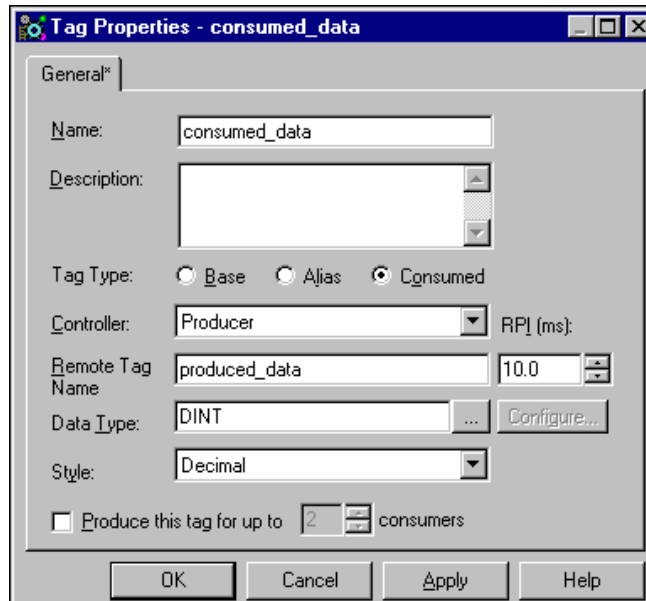 Tag Properties - consumed_data
General*
Name: consumed_data
Description:
Tag Type: Base Alias Consumed
Controller: Producer RPI (ms):
Remote Tag Name produced_data 10.0
Data Type: DINT ... Configure...
Style: Decimal
Produce this tag for up to 2 consumers
OK Cancel Apply Help